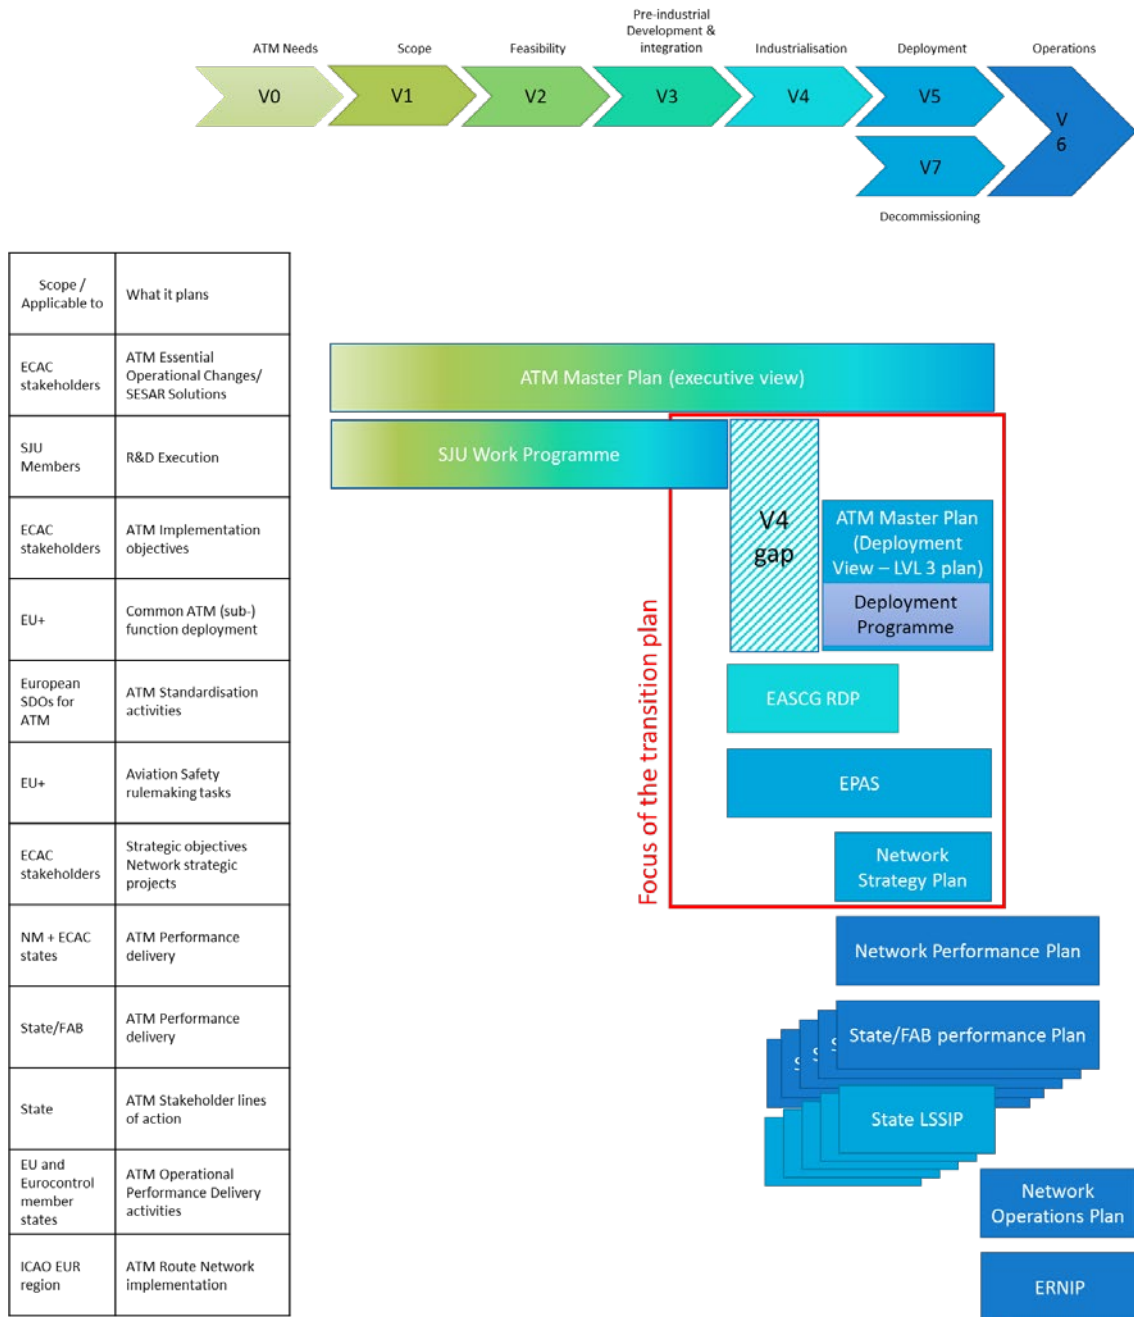 Pre-industrial
Development &
integration
ATM Needs
Scope
Feasibility
Industrialisation
Deployment
Operations
V0
V1
V2
V3
V4
V5
V
6
V7
Decommissioning
Scope /
Applicable to
What it plans
ECAC
stakeholders
ATM Essential
Operational Changes/
SESAR Solutions
ATM Master Plan (executive view)
SJU
Members
R&D Execution
SJU Work Programme
ECAC
stakeholders
ATM Implementation
objectives
V4
gap
ATM Master Plan
(Deployment
View – LVL 3 plan)
EU+
Common ATM (sub-)
function deployment
Deployment
Programme
European
SDOs for
ATM
ATM Standardisation
activities
EASCG RDP
EU+
Aviation Safety
rulemaking tasks
EPAS
Focus of the transition plan
ECAC
stakeholders
Strategic objectives
Network strategic
projects
Network
Strategy Plan
NM + ECAC
states
ATM Performance
delivery
Network Performance Plan
State/FAB
ATM Performance
delivery
State/FAB performance Plan
S
S
S
State
ATM Stakeholder lines
of action
State LSSIP
EU and
Eurocontrol
member
states
ATM Operational
Performance Delivery
activities
Network
Operations Plan
ICAO EUR
region
ATM Route Network
implementation
ERNIP